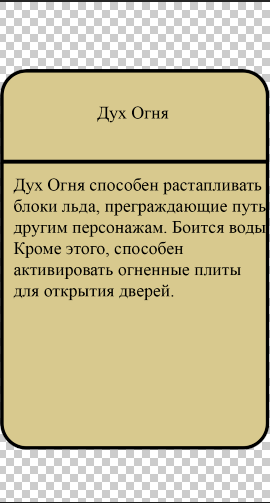 Дух Огня
Дух Огня способен растапливать
блоки льда, преграждающие путь
другим персонажам. Боится воды
Кроме этого, способен
активировать огненные плиты
для открытия дверей.